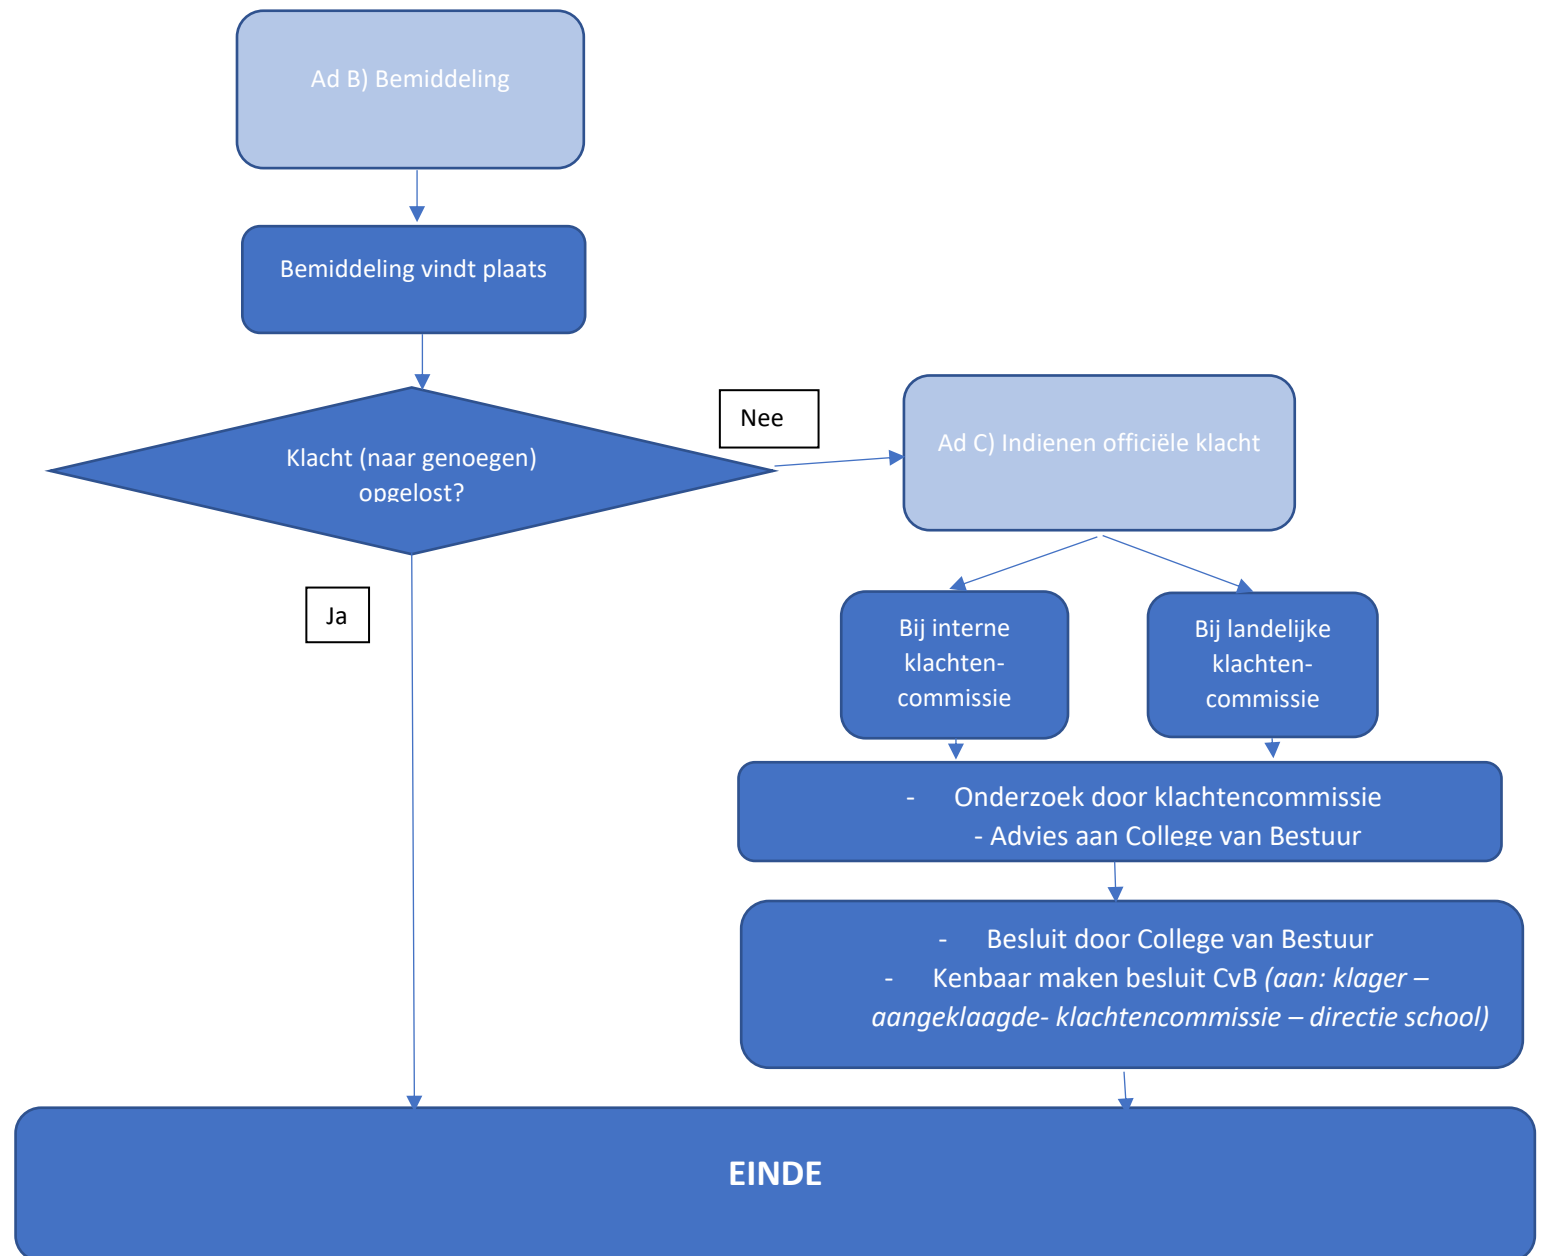 Ad B) Bemiddeling
Bemiddeling vindt plaats
Klacht (naar genoegen)
opgelost?
Nee
Ad C) Indienen officiële klacht
Ja
Bij interne
klachten-
commissie
Bij landelijke
klachten-
commissie
- Onderzoek door klachtencommissie
- Advies aan College van Bestuur
- Besluit door College van Bestuur
- Kenbaar maken besluit CvB (aan: klager –
aangeklaagde- klachtencommissie – directie school)
EINDE